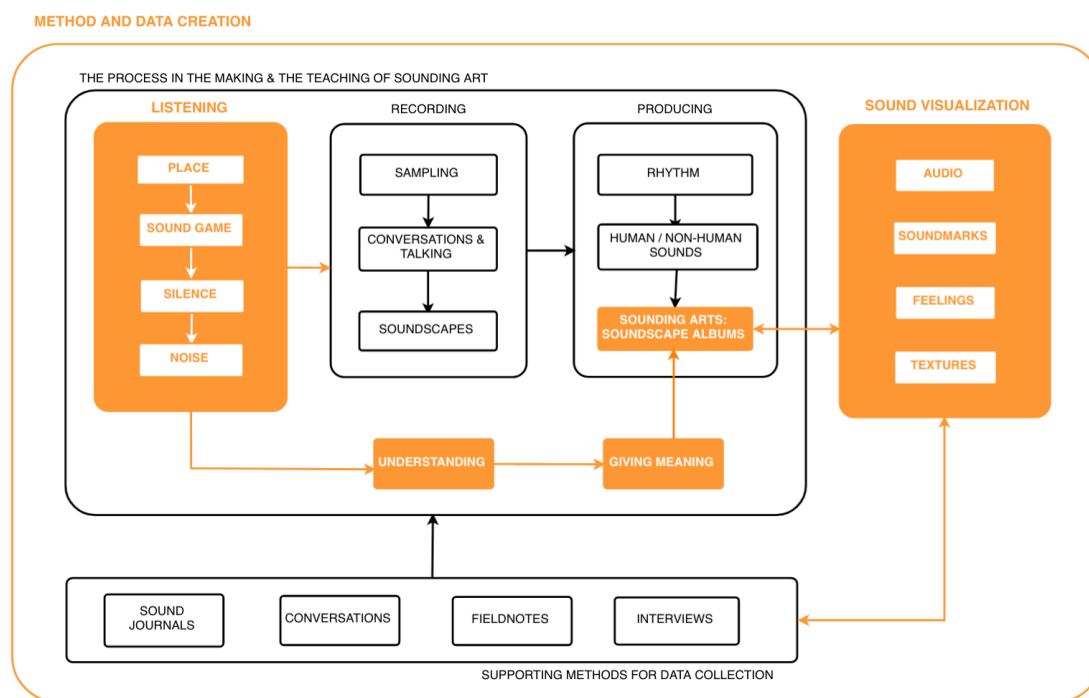 METHOD AND DATA CREATION
THE PROCESS IN THE MAKING & THE TEACHING OF SOUNDING ART
LISTENING
PLACE
SOUND GAME
SILENCE
NOISE
RECORDING
SAMPLING
CONVERSATIONS &
TALKING
SOUNDSCAPES
PRODUCING
RHYTHM
HUMAN / NON-HUMAN
SOUNDS
SOUNDING ARTS:
SOUNDSCAPE ALBUMS
UNDERSTANDING
GIVING MEANING
SOUND VISUALIZATION
AUDIO
SOUNDMARKS
FEELINGS
TEXTURES
SOUND
JOURNALS
CONVERSATIONS
FIELDNOTES
INTERVIEWS
SUPPORTING METHODS FOR DATA COLLECTION